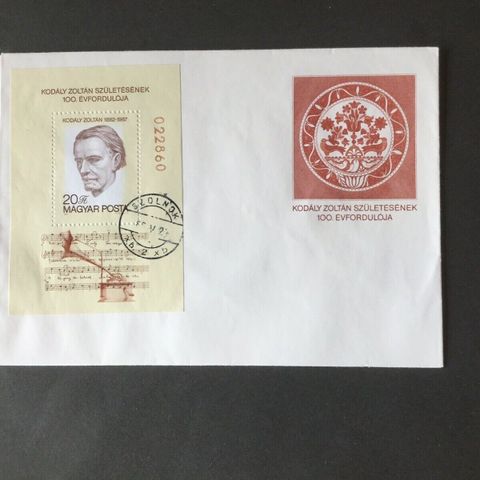 KODÁLY ZOLTÁN SZÜLETÉSÉNEK
100. ÉVFORDULÓJA
KODÁLY ZOLTÁN 1882-1967
022860
20 Ft
MAGYAR POSTA
SZOLNOK
KODÁLY ZOLTÁN SZÜLETÉSÉNEK
100. ÉVFORDULÓJA